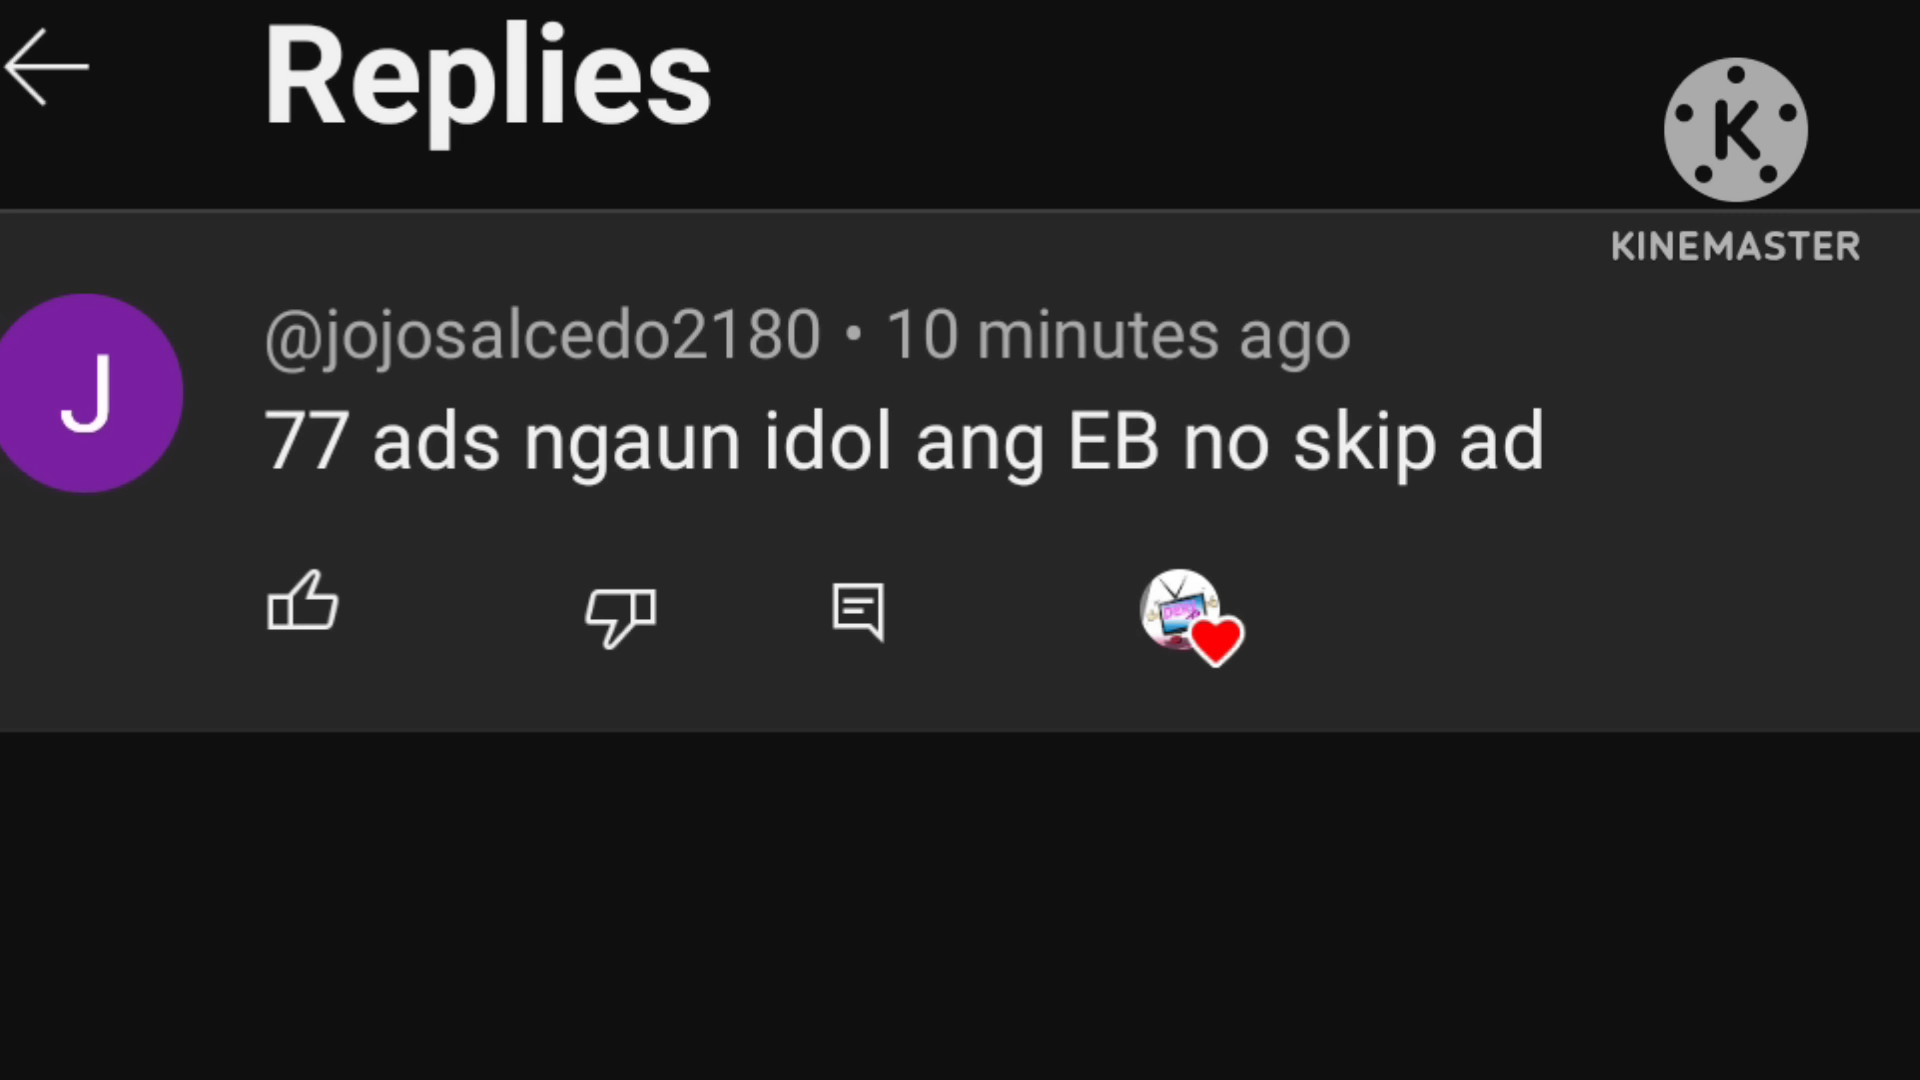 Replies
K
KINEMASTER
J
@jojosalcedo2180 • 10 minutes ago
77 ads ngaun idol ang EB no skip ad